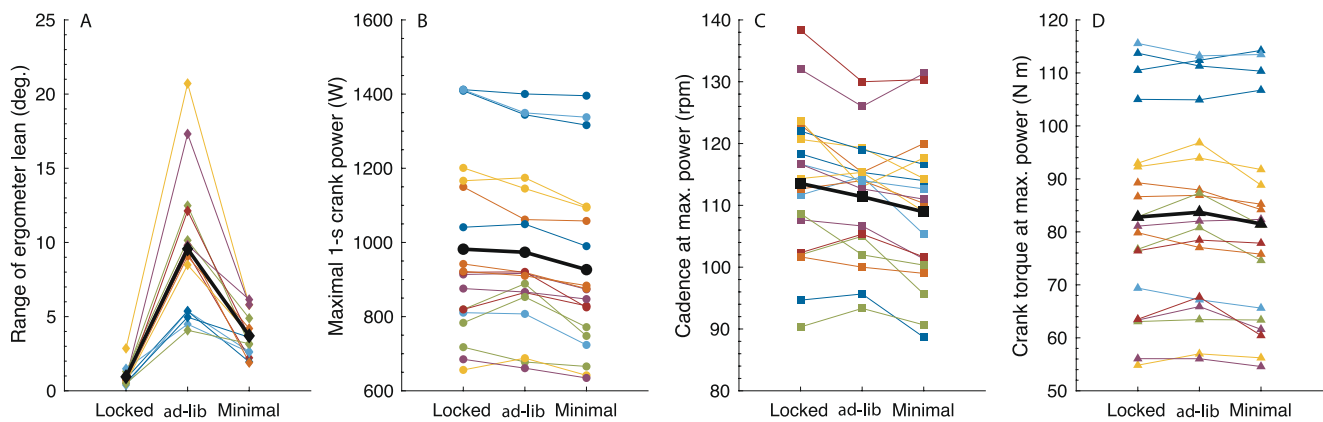 A
Range of ergometer lean (deg.)
25
20
15
10
5
0
Locked ad-lib Minimal
B
Maximal 1-s crank power (W)
1600
1400
1200
1000
800
600
Locked ad-lib Minimal
C
Cadence at max. power (rpm)
140
130
120
110
100
90
80
Locked ad-lib Minimal
D
Crank torque at max. power (N m)
120
110
100
90
80
70
60
50
Locked ad-lib Minimal